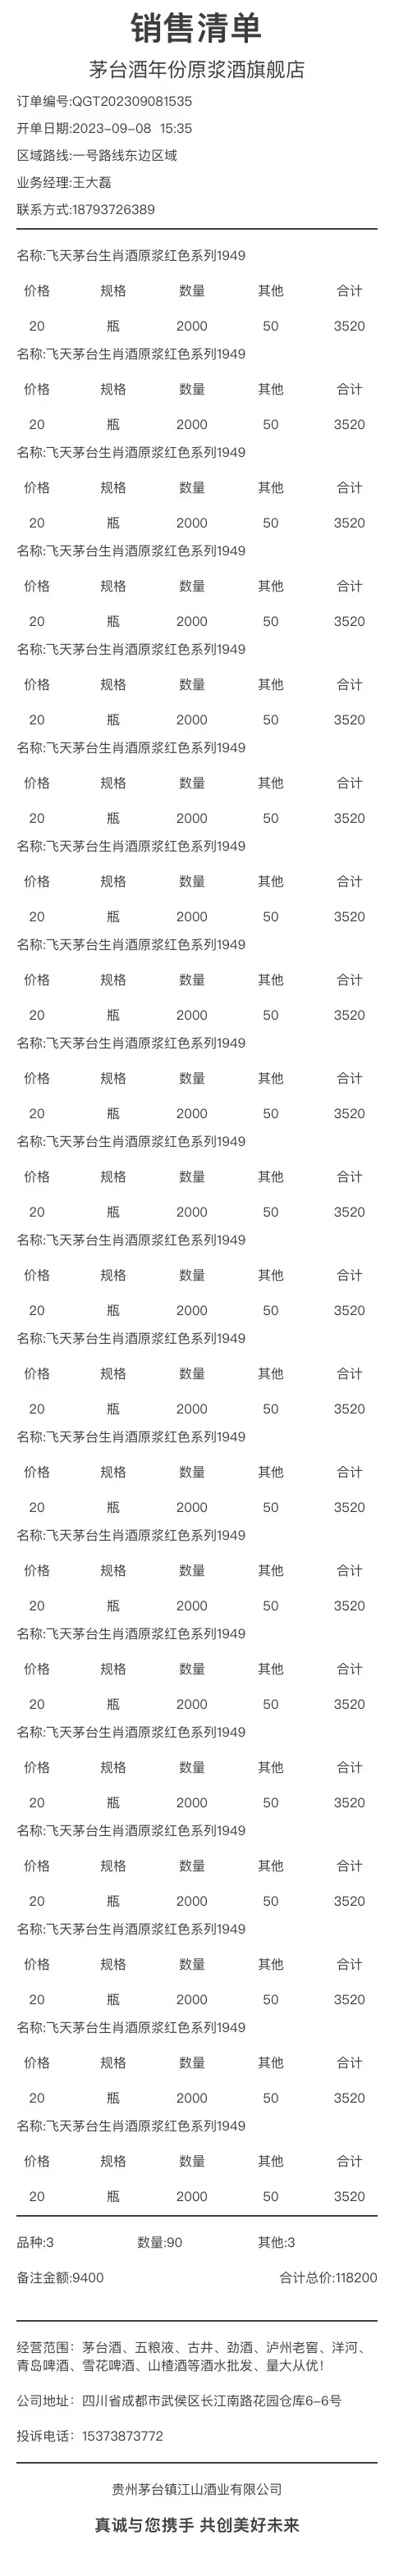 销售清单
茅台酒年份原浆酒旗舰店
订单编号:QGT202309081535
开单日期:2023-09-08 15:35
区域路线:一号路线东边区域
业务经理:王大磊
联系方式:18793726389
名称:飞天茅台生肖酒原浆红色系列1949
价格 规格 数量 其他 合计
20 瓶 2000 50 3520
名称:飞天茅台生肖酒原浆红色系列1949
价格 规格 数量 其他 合计
20 瓶 2000 50 3520
名称:飞天茅台生肖酒原浆红色系列1949
价格 规格 数量 其他 合计
20 瓶 2000 50 3520
名称:飞天茅台生肖酒原浆红色系列1949
价格 规格 数量 其他 合计
20 瓶 2000 50 3520
名称:飞天茅台生肖酒原浆红色系列1949
价格 规格 数量 其他 合计
20 瓶 2000 50 3520
名称:飞天茅台生肖酒原浆红色系列1949
价格 规格 数量 其他 合计
20 瓶 2000 50 3520
名称:飞天茅台生肖酒原浆红色系列1949
价格 规格 数量 其他 合计
20 瓶 2000 50 3520
名称:飞天茅台生肖酒原浆红色系列1949
价格 规格 数量 其他 合计
20 瓶 2000 50 3520
名称:飞天茅台生肖酒原浆红色系列1949
价格 规格 数量 其他 合计
20 瓶 2000 50 3520
名称:飞天茅台生肖酒原浆红色系列1949
价格 规格 数量 其他 合计
20 瓶 2000 50 3520
名称:飞天茅台生肖酒原浆红色系列1949
价格 规格 数量 其他 合计
20 瓶 2000 50 3520
名称:飞天茅台生肖酒原浆红色系列1949
价格 规格 数量 其他 合计
20 瓶 2000 50 3520
名称:飞天茅台生肖酒原浆红色系列1949
价格 规格 数量 其他 合计
20 瓶 2000 50 3520
名称:飞天茅台生肖酒原浆红色系列1949
价格 规格 数量 其他 合计
20 瓶 2000 50 3520
名称:飞天茅台生肖酒原浆红色系列1949
价格 规格 数量 其他 合计
20 瓶 2000 50 3520
名称:飞天茅台生肖酒原浆红色系列1949
价格 规格 数量 其他 合计
20 瓶 2000 50 3520
名称:飞天茅台生肖酒原浆红色系列1949
价格 规格 数量 其他 合计
20 瓶 2000 50 3520
名称:飞天茅台生肖酒原浆红色系列1949
价格 规格 数量 其他 合计
20 瓶 2000 50 3520
名称:飞天茅台生肖酒原浆红色系列1949
价格 规格 数量 其他 合计
20 瓶 2000 50 3520
名称:飞天茅台生肖酒原浆红色系列1949
价格 规格 数量 其他 合计
20 瓶 2000 50 3520
品种:3 数量:90 其他:3
备注金额:9400 合计总价:118200
经营范围：茅台酒、五粮液、古井、劲酒、泸州老窖、洋河、
青岛啤酒、雪花啤酒、山楂酒等酒水批发、量大从优！
公司地址：四川省成都市武侯区长江南路花园仓库6-6号
投诉电话：15373873772
贵州茅台镇江山酒业有限公司
真诚与您携手 共创美好未来